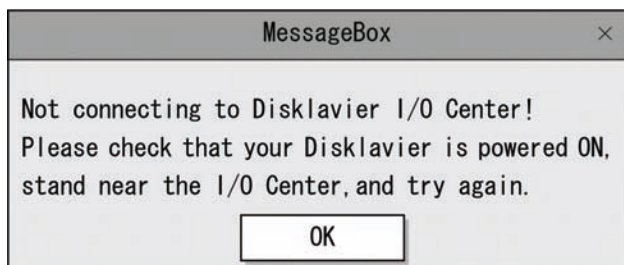 MessageBox ×
Not connecting to Disklavier I/O Center!
Please check that your Disklavier is powered ON,
stand near the I/O Center,and try again.
OK